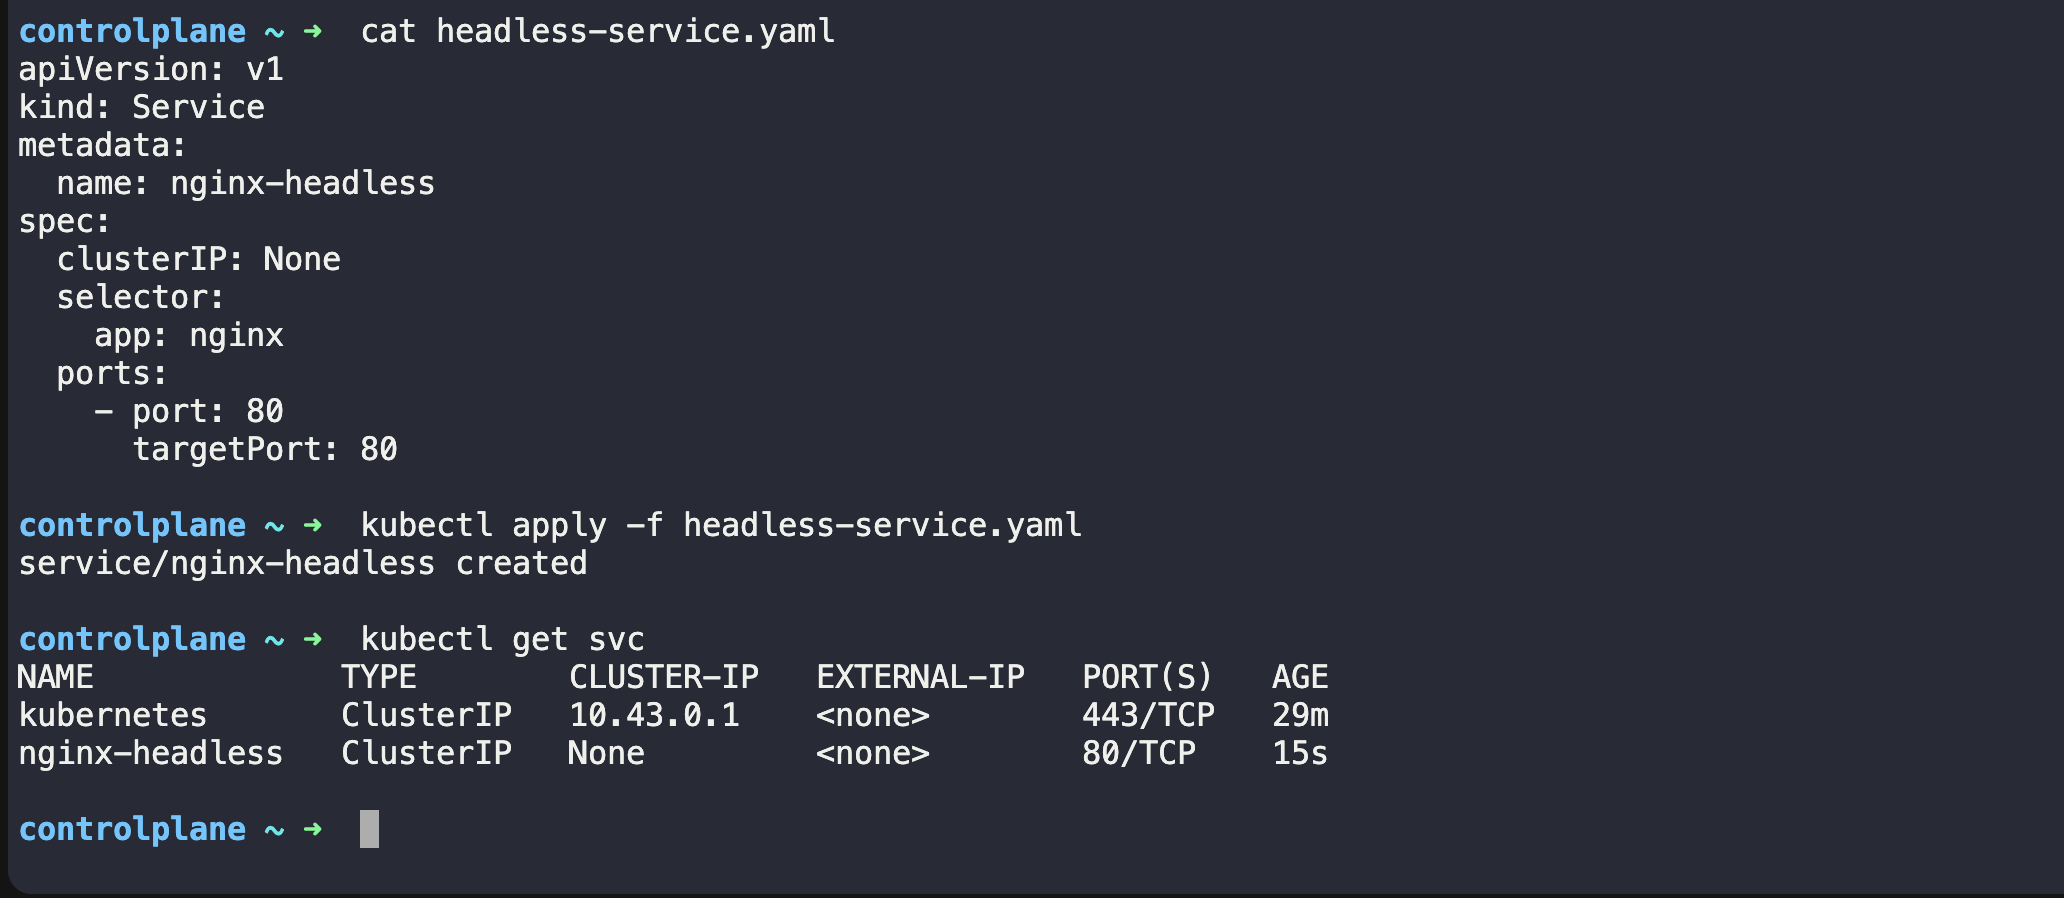 controlplane ~ ➜  cat headless-service.yaml
apiVersion: v1
kind: Service
metadata:
  name: nginx-headless
spec:
  clusterIP: None
  selector:
    app: nginx
  ports:
    - port: 80
      targetPort: 80
controlplane ~ ➜  kubectl apply -f headless-service.yaml
service/nginx-headless created
controlplane ~ ➜  kubectl get svc
NAME             TYPE        CLUSTER-IP   EXTERNAL-IP   PORT(S)   AGE
kubernetes       ClusterIP   10.43.0.1    <none>        443/TCP   29m
nginx-headless   ClusterIP   None         <none>        80/TCP    15s
controlplane ~ ➜